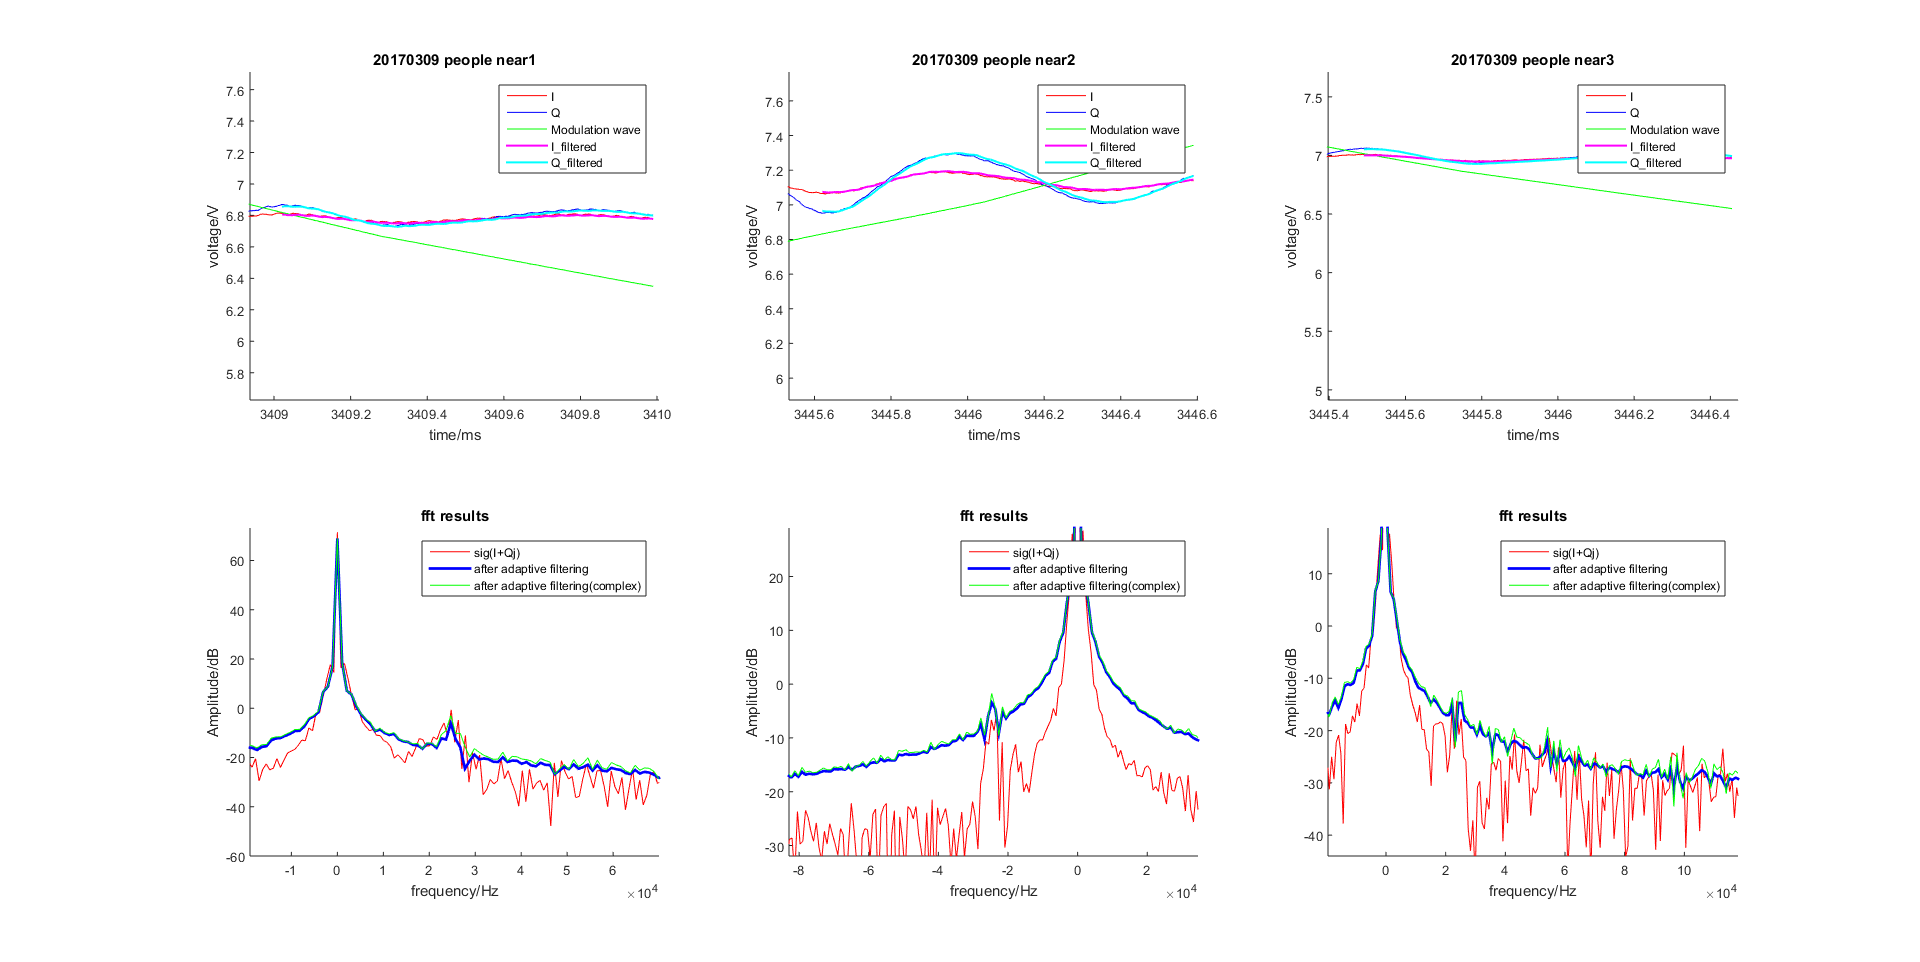 20170309 people near1
I
Q
Modulation wave
I_filtered
Q_filtered
7.6
7.4
7.2
7
6.8
6.6
6.4
6.2
6
5.8
voltage/V
3409 3409.2 3409.4 3409.6 3409.8 3410
time/ms
20170309 people near2
I
Q
Modulation wave
I_filtered
Q_filtered
7.6
7.4
7.2
7
6.8
6.6
6.4
6.2
6
voltage/V
3445.6 3445.8 3446 3446.2 3446.4 3446.6
time/ms
20170309 people near3
I
Q
Modulation wave
I_filtered
Q_filtered
7.5
7
6.5
6
5.5
5
voltage/V
3445.4 3445.6 3445.8 3446 3446.2 3446.4
time/ms
fft results
sig(I+Qj)
after adaptive filtering
after adaptive filtering(complex)
60
40
20
0
-20
-40
-60
Amplitude/dB
-1 0 1 2 3 4 5 6
frequency/Hz
×10^4
fft results
sig(I+Qj)
after adaptive filtering
after adaptive filtering(complex)
20
10
0
-10
-20
-30
Amplitude/dB
-8 -6 -4 -2 0 2
frequency/Hz
×10^4
fft results
sig(I+Qj)
after adaptive filtering
after adaptive filtering(complex)
10
0
-10
-20
-30
-40
Amplitude/dB
0 2 4 6 8 10
frequency/Hz
×10^4